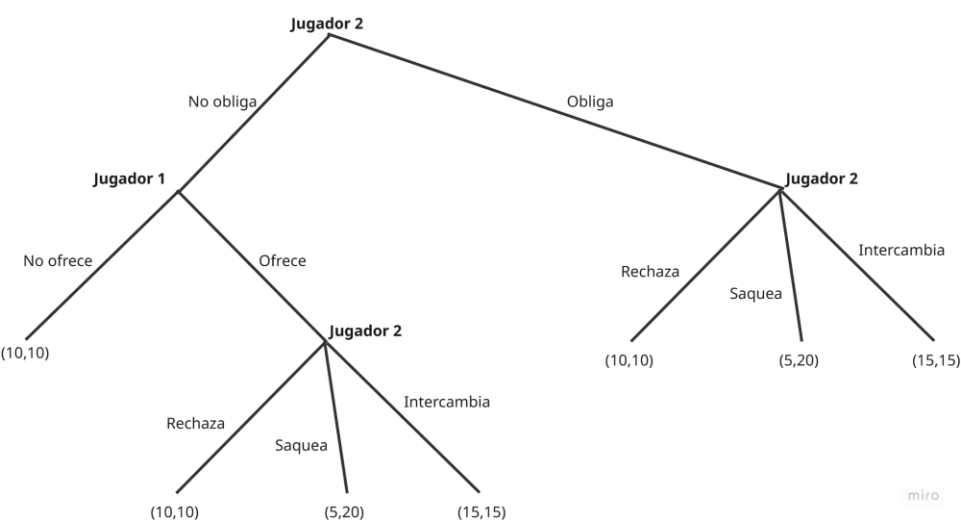 Jugador 2
No obliga
Obliga
Jugador 1
Jugador 2
No ofrece
Ofrece
Rechaza
Saquea
Intercambia
(10,10)
Jugador 2
(10,10)
(5,20)
(15,15)
Rechaza
Saquea
Intercambia
(10,10)
(5,20)
(15,15)
miro